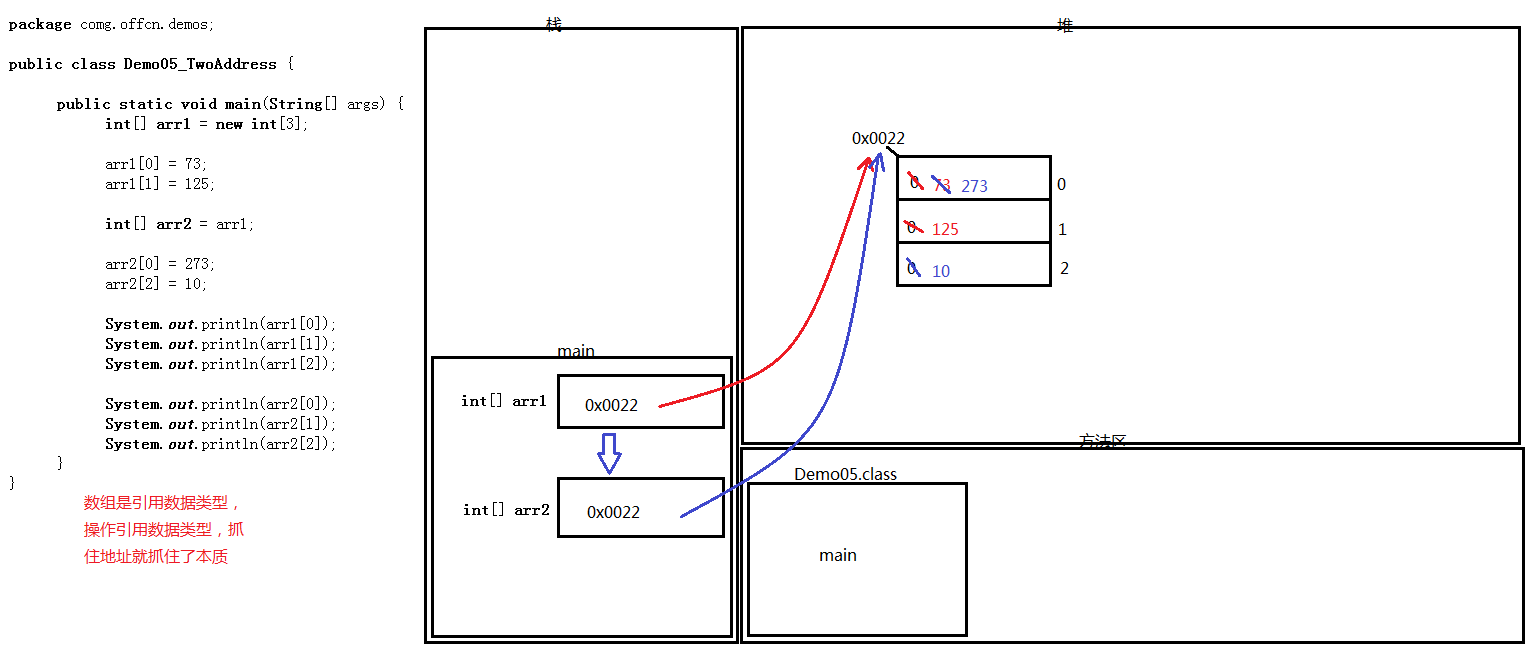 package comg.offcn.demos;
public class Demo05_TwoAddress {
public static void main(String[] args) {
int[] arr1 = new int[3];
arr1[0] = 73;
arr1[1] = 125;
int[] arr2 = arr1;
arr2[0] = 273;
arr2[2] = 10;
System.out.println(arr1[0]);
System.out.println(arr1[1]);
System.out.println(arr1[2]);
System.out.println(arr2[0]);
System.out.println(arr2[1]);
System.out.println(arr2[2]);
}
}
数组是引用数据类型，
操作引用数据类型，抓
住地址就抓住了本质
栈
main
int[] arr1
0x0022
int[] arr2
0x0022
堆
0x0022
0 73 273 0
0 125 1
0 10 2
方法区
Demo05.class
main